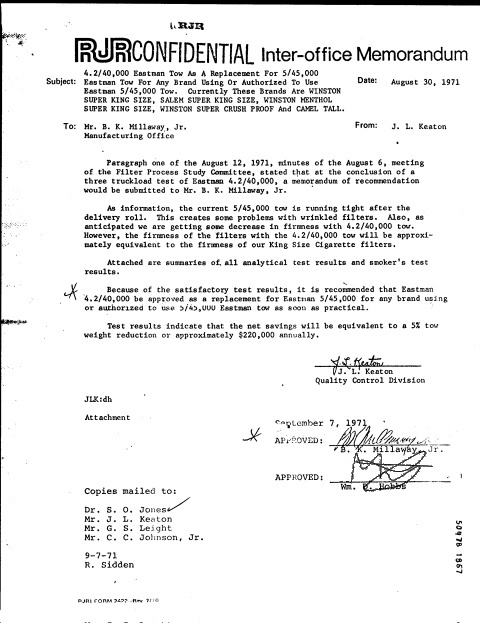 RJR
RJR CONFIDENTIAL Inter-office Memorandum
Subject: 4.2/40,000 Eastman Tow As A Replacement For 5/45,000
Eastman Tow For Any Brand Using Or Authorized To Use
Eastman 5/45,000 Tow. Currently These Brands Are WINSTON
SUPER KING SIZE, SALEM SUPER KING SIZE, WINSTON MENTHOL
SUPER KING SIZE, WINSTON SUPER CRUSH PROOF And CAMEL TALL.
Date: August 30, 1971
To: Mr. B. K. Millaway, Jr.
Manufacturing Office
From: J. L. Keaton
Paragraph one of the August 12, 1971, minutes of the August 6, meeting
of the Filter Process Study Committee, stated that at the conclusion of a
three truckload test of Eastman 4.2/40,000, a memorandum of recommendation
would be submitted to Mr. B. K. Millaway, Jr.
As information, the current 5/45,000 tow is running tight after the
delivery roll. This creates some problems with wrinkled filters. Also, as
anticipated we are getting some decrease in firmness with 4.2/40,000 tow.
However, the firmness of the filters with the 4.2/40,000 tow will be approxi-
mately equivalent to the firmness of our King Size Cigarette filters.
Attached are summaries of all analytical test results and smoker's test
results.
Because of the satisfactory test results, it is recommended that Eastman
4.2/40,000 be approved as a replacement for Eastman 5/45,000 for any brand using
or authorized to use 5/45,000 Eastman tow as soon as practical.
Test results indicate that the net savings will be equivalent to a 5% tow
weight reduction or approximately $220,000 annually.
J. L. Keaton
J. L. Keaton
Quality Control Division
JLK:dh
Attachment
September 7, 1971
APPROVED: B K Millaway Jr.
B. K. Millaway, Jr.
APPROVED:
Wm. Hobbs
Copies mailed to:
Dr. S. O. Jones
Mr. J. L. Keaton
Mr. G. S. Leight
Mr. C. C. Johnson, Jr.
9-7-71
R. Sidden
RJR FORM 2422--Rev. 7/70
50978 1867